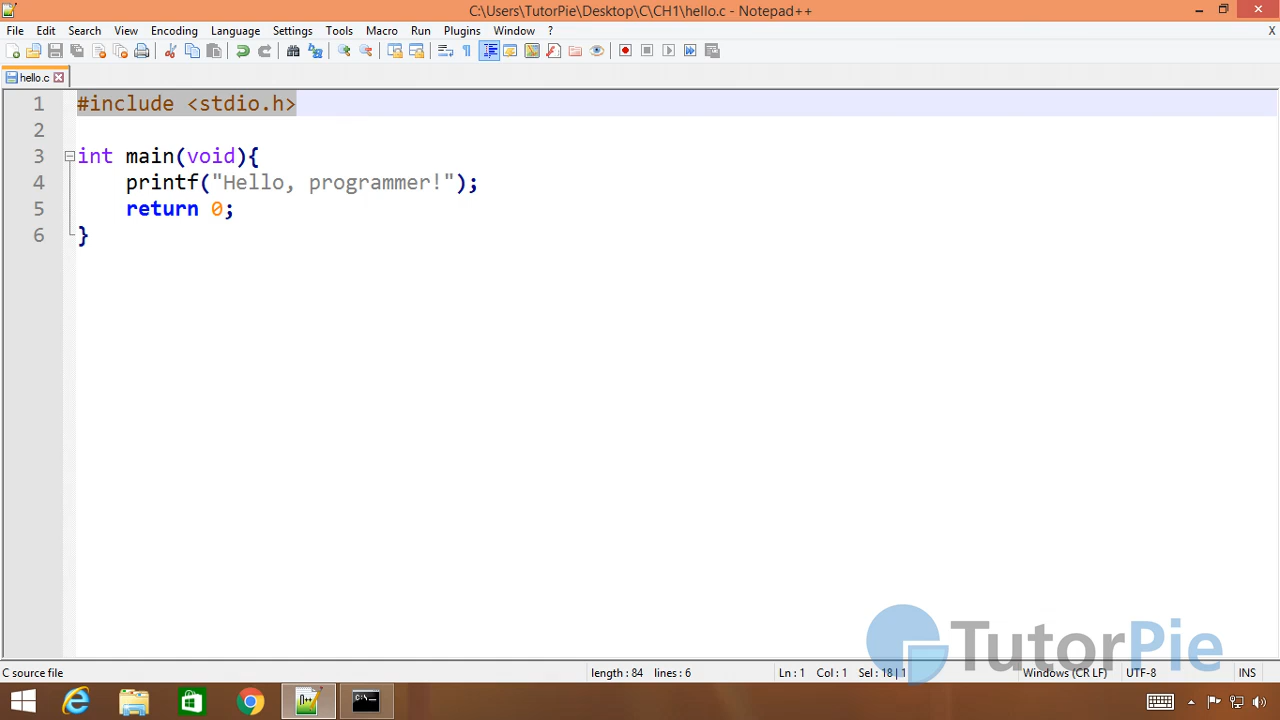 C:\Users\TutorPie\Desktop\C\CH1\hello.c - Notepad++
File Edit Search View Encoding Language Settings Tools Macro Run Plugins Window ? X
hello.c
1 #include <stdio.h>
2
3 int main(void){
4 printf("Hello, programmer!");
5 return 0;
6 }
TutorPie
C source file length : 84 lines : 6 Ln : 1 Col : 1 Sel : 18 | 1 Windows (CR LF) UTF-8 INS